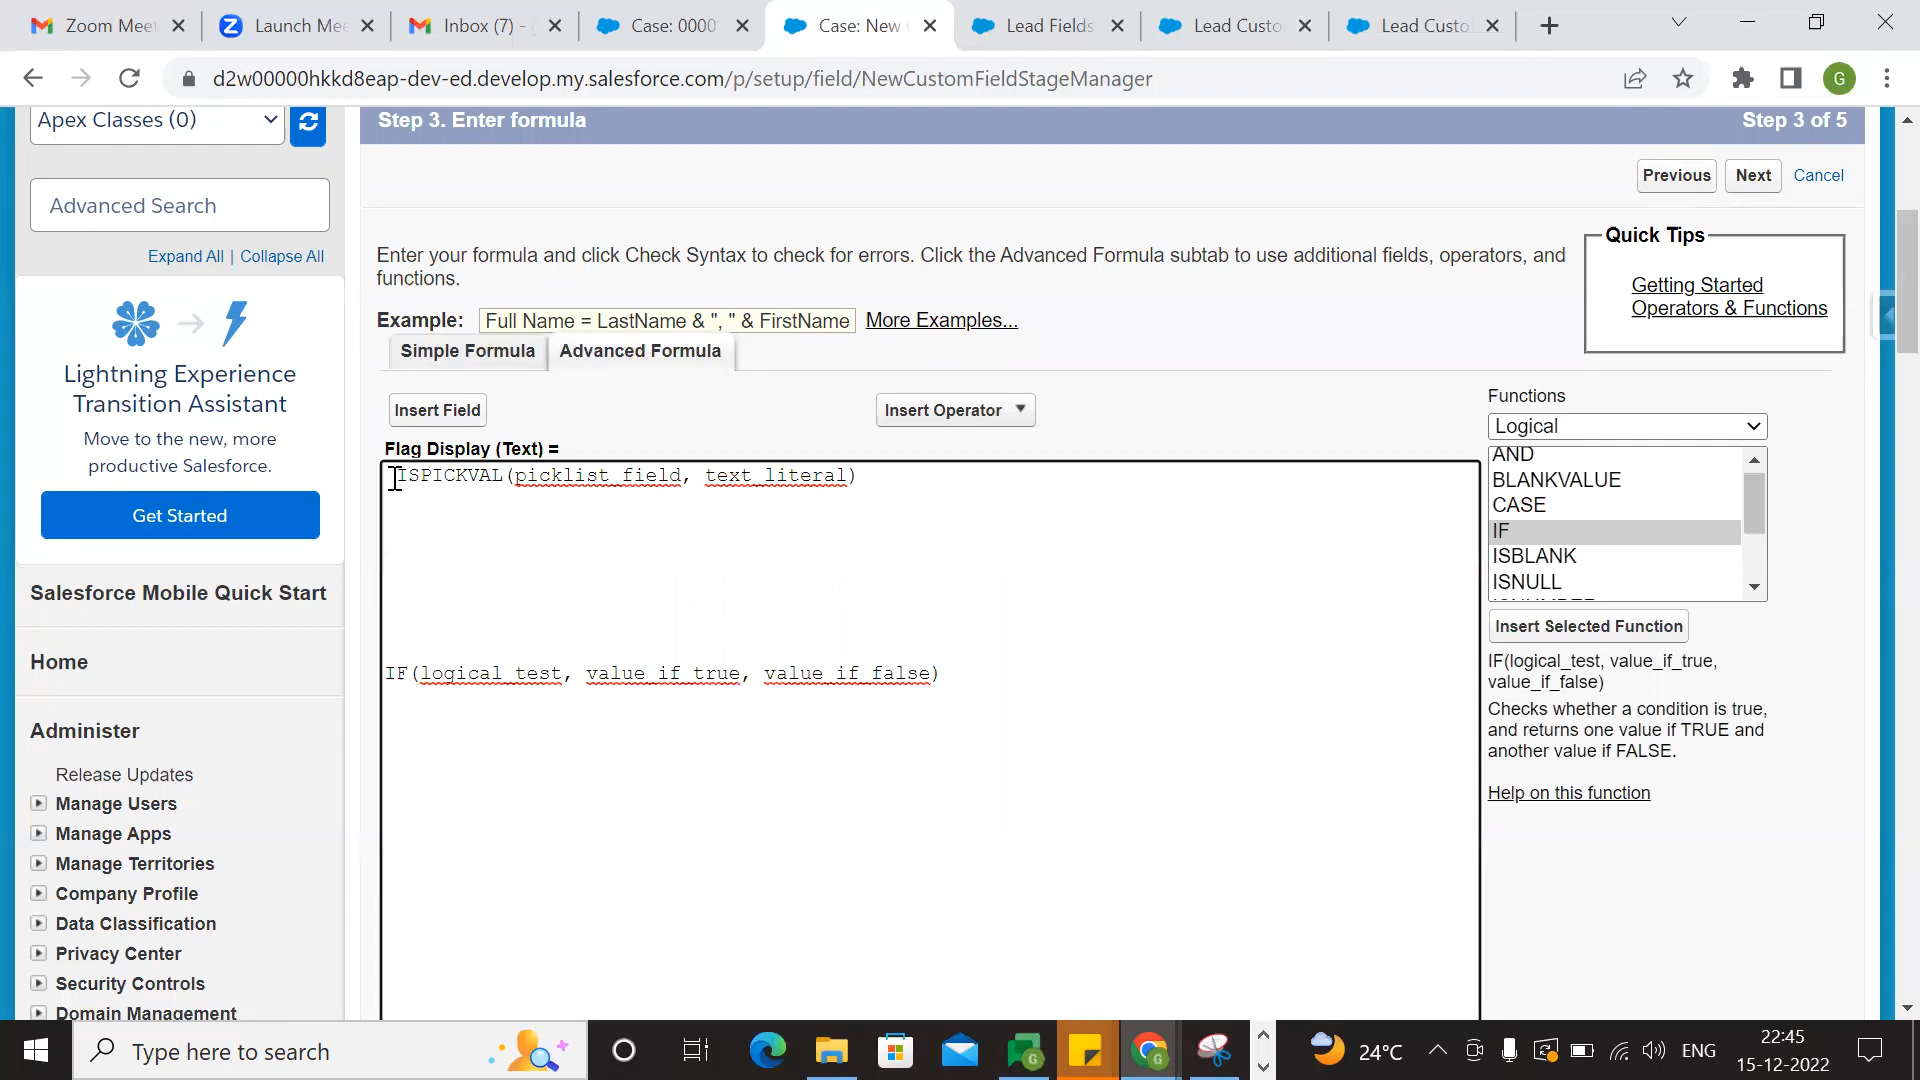 Zoom Meet
Launch Mee
Inbox (7) -
Case: 0000
Case: New
Lead Fields
Lead Custo
Lead Custo
d2w00000hkkd8eap-dev-ed.develop.my.salesforce.com/p/setup/field/NewCustomFieldStageManager
G
Apex Classes (0)
Advanced Search
Expand All | Collapse All
Lightning Experience
Transition Assistant
Move to the new, more
productive Salesforce.
Get Started
Salesforce Mobile Quick Start
Home
Administer
Release Updates
Manage Users
Manage Apps
Manage Territories
Company Profile
Data Classification
Privacy Center
Security Controls
Domain Management
Step 3. Enter formula
Step 3 of 5
Previous
Next
Cancel
Enter your formula and click Check Syntax to check for errors. Click the Advanced Formula subtab to use additional fields, operators, and
functions.
Quick Tips
Getting Started
Operators & Functions
Example: Full Name = LastName & ", " & FirstName More Examples...
Simple Formula
Advanced Formula
Insert Field
Insert Operator
Flag Display (Text) =
ISPICKVAL(picklist_field, text_literal)
IF(logical_test, value_if_true, value_if_false)
Functions
Logical
AND
BLANKVALUE
CASE
IF
ISBLANK
ISNULL
ISNUMBER
Insert Selected Function
IF(logical_test, value_if_true,
value_if_false)
Checks whether a condition is true,
and returns one value if TRUE and
another value if FALSE.
Help on this function
Type here to search
24°C
ENG
22:45
15-12-2022